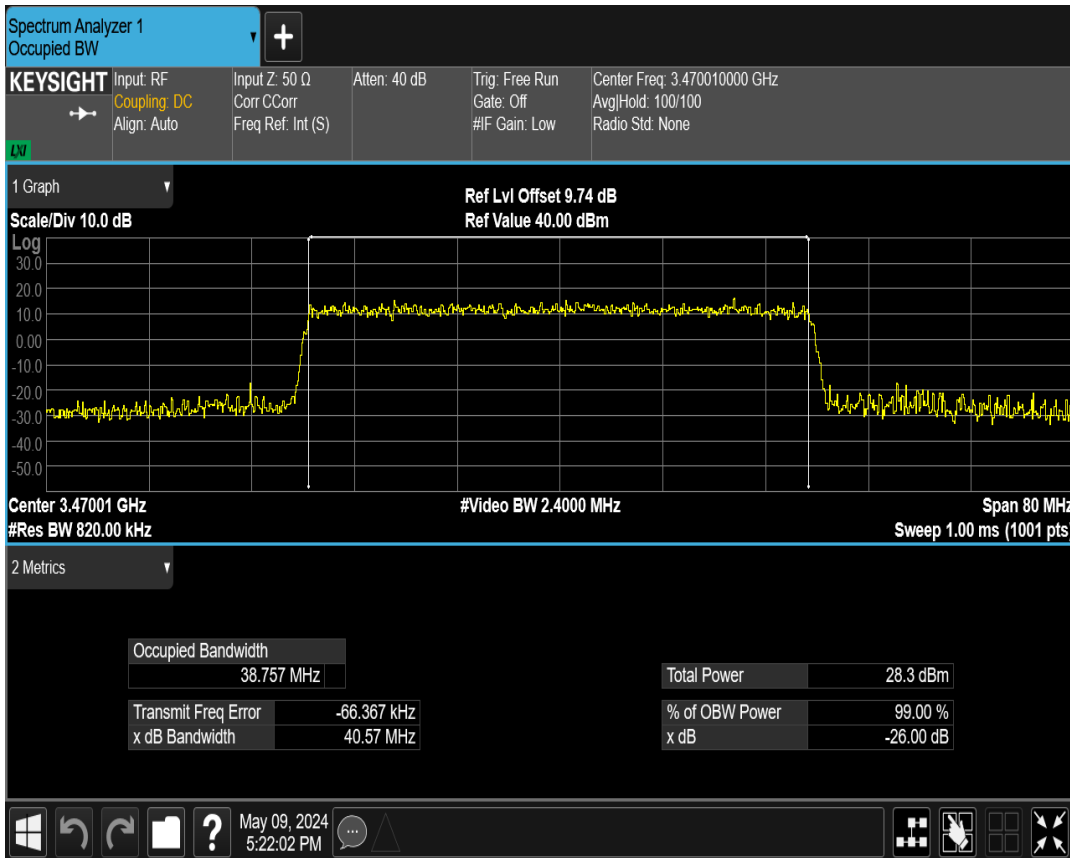 Spectrum Analyzer 1
Occupied BW
+
KEYSIGHT
LXI
Input: RF
Coupling: DC
Align: Auto
Input Z: 50 Ω
Corr CCorr
Freq Ref: Int (S)
Atten: 40 dB
Trig: Free Run
Gate: Off
#IF Gain: Low
Center Freq: 3.470010000 GHz
Avg|Hold: 100/100
Radio Std: None
1 Graph
Scale/Div 10.0 dB
Ref Lvl Offset 9.74 dB
Ref Value 40.00 dBm
Log
30.0
20.0
10.0
0.00
-10.0
-20.0
-30.0
-40.0
-50.0
Center 3.47001 GHz
#Video BW 2.4000 MHz
Span 80 MHz
#Res BW 820.00 kHz
Sweep 1.00 ms (1001 pts)
2 Metrics
Occupied Bandwidth
38.757 MHz
Transmit Freq Error -66.367 kHz
x dB Bandwidth 40.57 MHz
Total Power 28.3 dBm
% of OBW Power 99.00 %
x dB -26.00 dB
?
May 09, 2024
5:22:02 PM